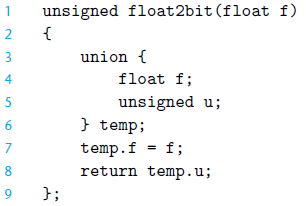 1 unsigned float2bit(float f)
2 {
3     union {
4         float f;
5         unsigned u;
6     } temp;
7     temp.f = f;
8     return temp.u;
9 };